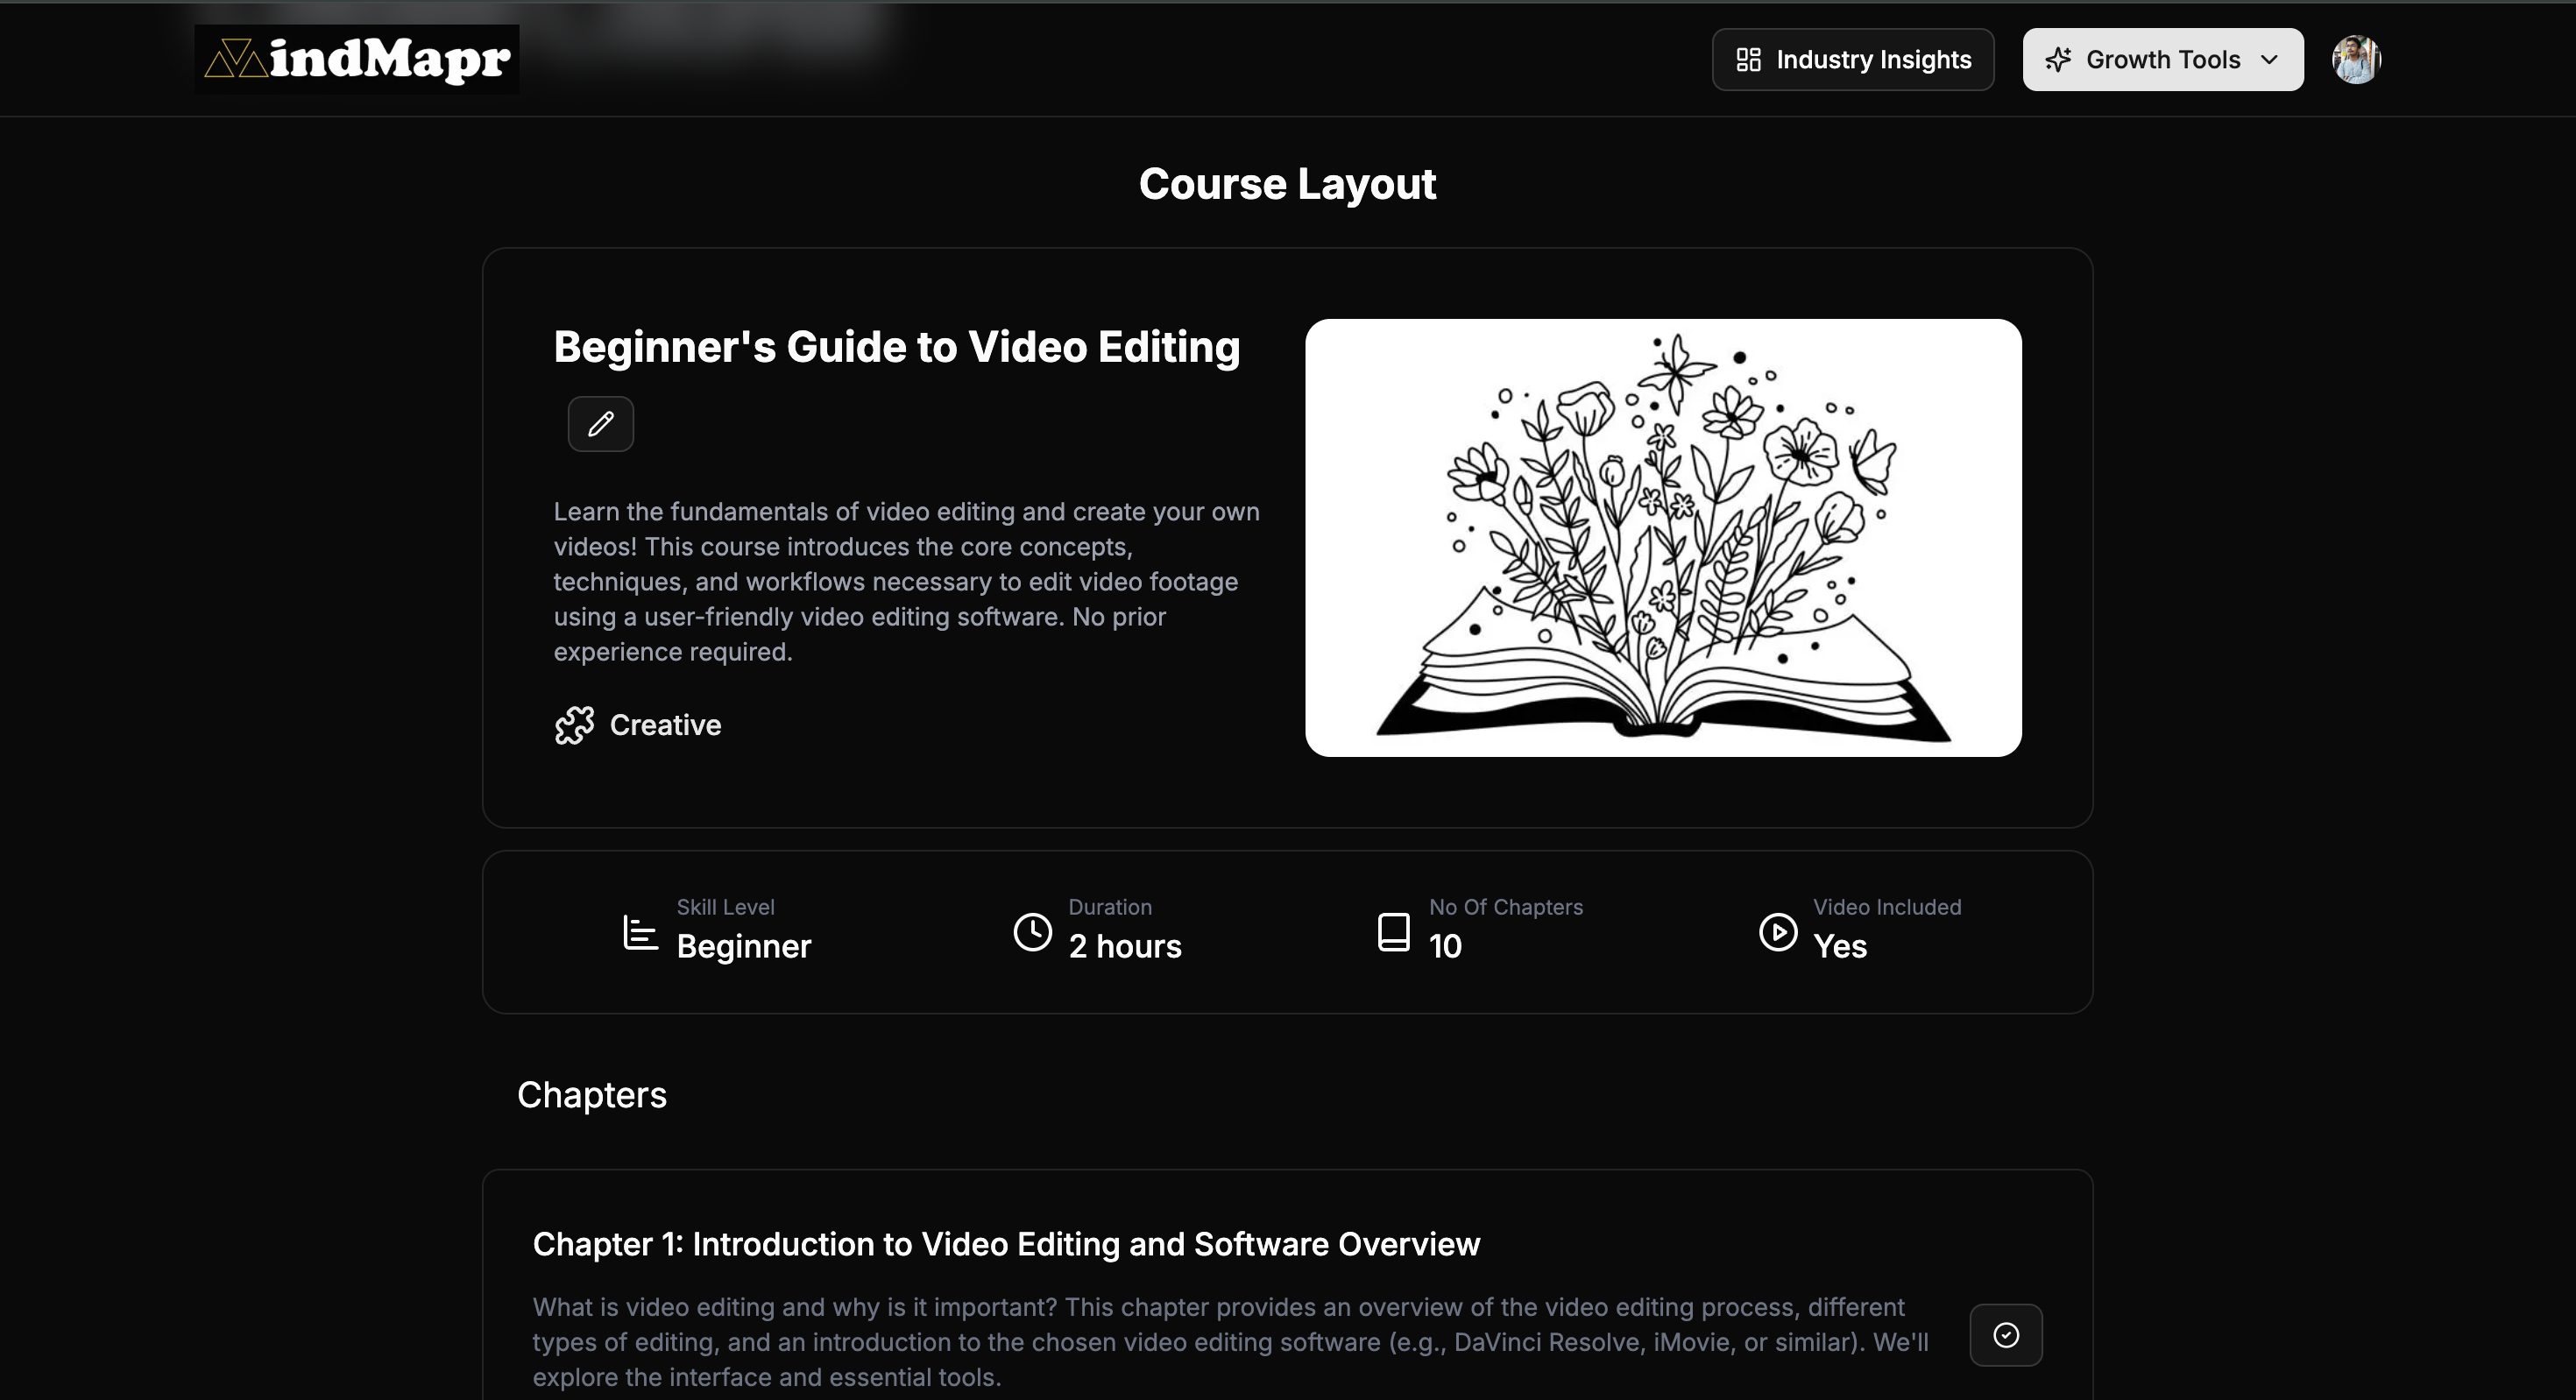 indMapr
Industry Insights
Growth Tools
Course Layout
Beginner's Guide to Video Editing
Learn the fundamentals of video editing and create your own
videos! This course introduces the core concepts,
techniques, and workflows necessary to edit video footage
using a user-friendly video editing software. No prior
experience required.
Creative
Skill Level
Beginner
Duration
2 hours
No Of Chapters
10
Video Included
Yes
Chapters
Chapter 1: Introduction to Video Editing and Software Overview
What is video editing and why is it important? This chapter provides an overview of the video editing process, different
types of editing, and an introduction to the chosen video editing software (e.g., DaVinci Resolve, iMovie, or similar). We'll
explore the interface and essential tools.